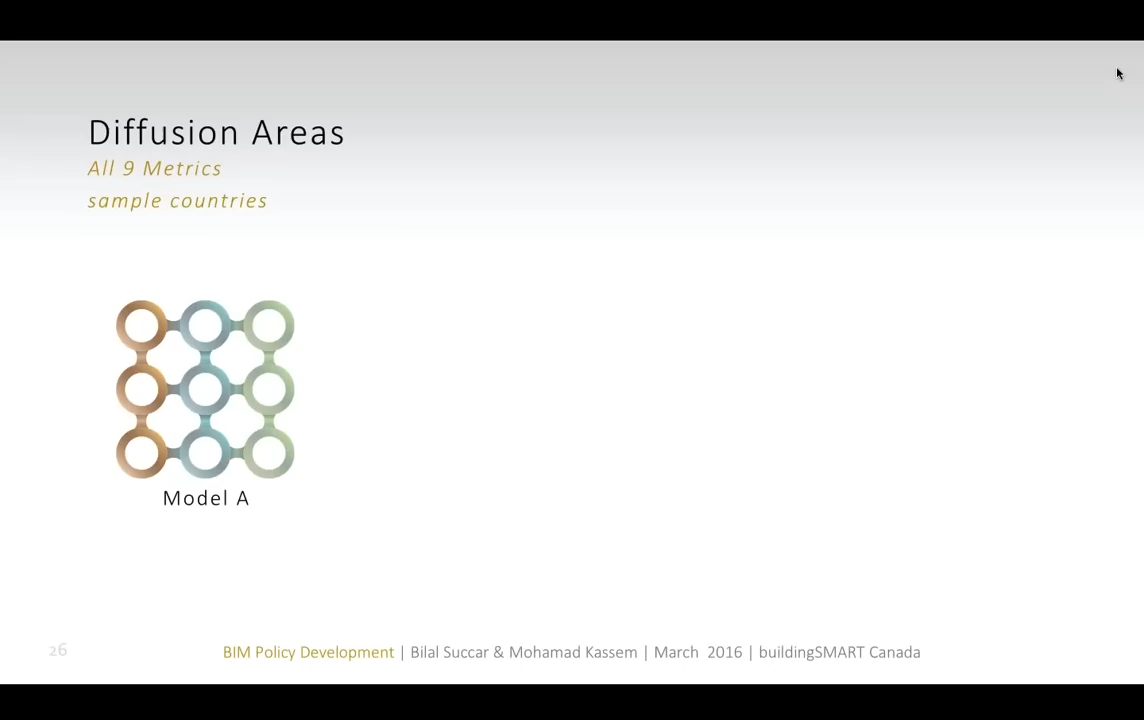 Diffusion Areas
All 9 Metrics
sample countries
Model A
26
BIM Policy Development | Bilal Succar & Mohamad Kassem | March 2016 | buildingSMART Canada